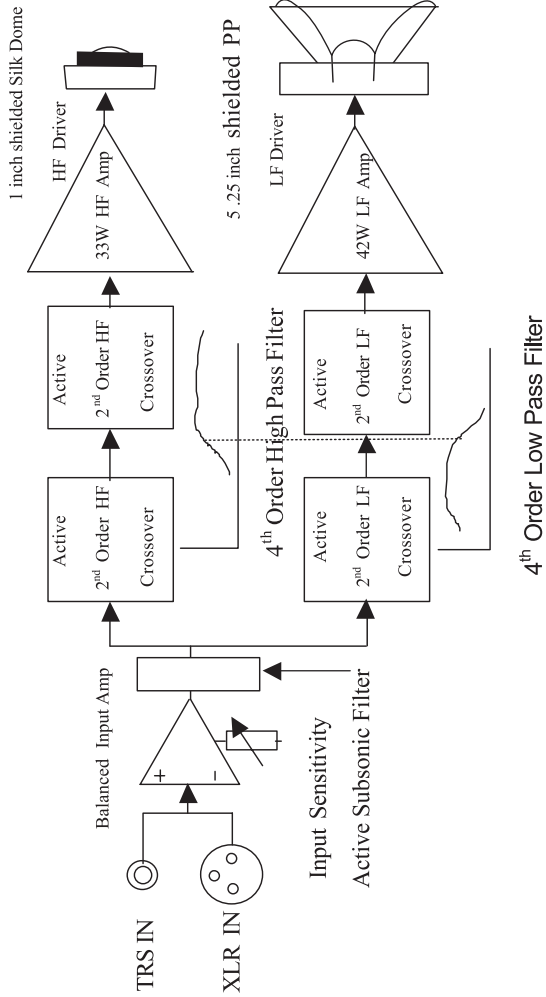 TRS IN
XLR IN
Balanced Input Amp
+
−
Input Sensitivity
Active Subsonic Filter
Active
2nd Order HF
Crossover
Active
2nd Order HF
Crossover
4th Order High Pass Filter
33W HF Amp
HF Driver
1 inch shielded Silk Dome
Active
2nd Order LF
Crossover
Active
2nd Order LF
Crossover
4th Order Low Pass Filter
42W LF Amp
LF Driver
5 .25 inch shielded PP